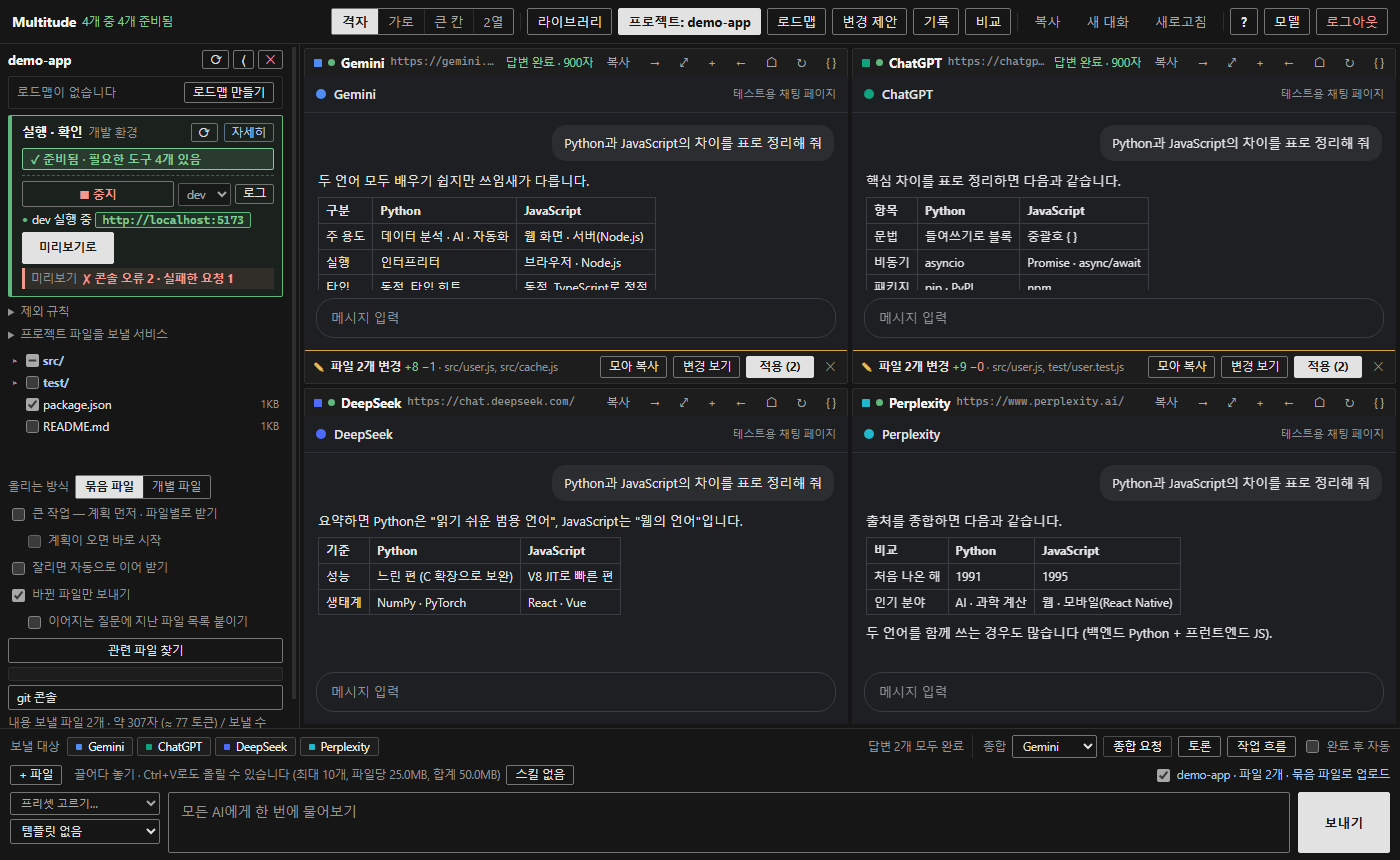 Multitude 4개 중 4개 준비됨 격자 가로 큰 칸 2열 라이브러리 프로젝트: demo-app 로드맵 변경 제안 기록 비교 복사 새 대화 새로고침 ? 모델 로그아웃
demo-app
로드맵이 없습니다 로드맵 만들기
실행 · 확인 개발 환경 자세히
✓ 준비됨 · 필요한 도구 4개 있음
■ 중지 dev 로그
● dev 실행 중 http://localhost:5173
미리보기로
미리보기 ✗ 콘솔 오류 2 · 실패한 요청 1
▶ 제외 규칙
▶ 프로젝트 파일을 보낼 서비스
src/
test/
package.json 1KB
README.md 1KB
올리는 방식 묶음 파일 개별 파일
큰 작업 — 계획 먼저 · 파일별로 받기
계획이 오면 바로 시작
잘리면 자동으로 이어 받기
바뀐 파일만 보내기
이어지는 질문에 지난 파일 목록 붙이기
관련 파일 찾기
git 콘솔
내용 보낼 파일 2개 · 약 307자 (≈ 77 토큰) / 보낼 수
Gemini https://gemini.… 답변 완료 · 900자 복사 → ⤢ + ← ☖ ↻ { }
Gemini 테스트용 채팅 페이지
Python과 JavaScript의 차이를 표로 정리해 줘
두 언어 모두 배우기 쉽지만 쓰임새가 다릅니다.
구분 Python JavaScript
주 용도 데이터 분석 · AI · 자동화 웹 화면 · 서버(Node.js)
실행 인터프리터 브라우저 · Node.js
타입 동적, 타입 힌트 동적, TypeScript로 정적
메시지 입력
파일 2개 변경 +8 −1 · src/user.js, src/cache.js 모아 복사 변경 보기 적용 (2) ×
ChatGPT https://chatgp… 답변 완료 · 900자 복사 → ⤢ + ← ☖ ↻ { }
ChatGPT 테스트용 채팅 페이지
Python과 JavaScript의 차이를 표로 정리해 줘
핵심 차이를 표로 정리하면 다음과 같습니다.
항목 Python JavaScript
문법 들여쓰기로 블록 중괄호 { }
비동기 asyncio Promise · async/await
패키지 pip · PyPI npm
메시지 입력
파일 2개 변경 +9 −0 · src/user.js, test/user.test.js 모아 복사 변경 보기 적용 (2) ×
DeepSeek https://chat.deepseek.com/ 복사 → ⤢ + ← ☖ ↻ { }
DeepSeek 테스트용 채팅 페이지
Python과 JavaScript의 차이를 표로 정리해 줘
요약하면 Python은 "읽기 쉬운 범용 언어", JavaScript는 "웹의 언어"입니다.
기준 Python JavaScript
성능 느린 편 (C 확장으로 보완) V8 JIT로 빠른 편
생태계 NumPy · PyTorch React · Vue
메시지 입력
Perplexity https://www.perplexity.ai/ 복사 → ⤢ + ← ☖ ↻ { }
Perplexity 테스트용 채팅 페이지
Python과 JavaScript의 차이를 표로 정리해 줘
출처를 종합하면 다음과 같습니다.
비교 Python JavaScript
처음 나온 해 1991 1995
인기 분야 AI · 과학 계산 웹 · 모바일(React Native)
두 언어를 함께 쓰는 경우도 많습니다 (백엔드 Python + 프런트엔드 JS).
메시지 입력
보낼 대상 Gemini ChatGPT DeepSeek Perplexity 답변 2개 모두 완료 종합 Gemini 종합 요청 토론 작업 흐름 완료 후 자동
+ 파일 끌어다 놓기 · Ctrl+V로도 올릴 수 있습니다 (최대 10개, 파일당 25.0MB, 합계 50.0MB) 스킬 없음 demo-app · 파일 2개 · 묶음 파일로 업로드
프리셋 고르기...
템플릿 없음
모든 AI에게 한 번에 물어보기
보내기